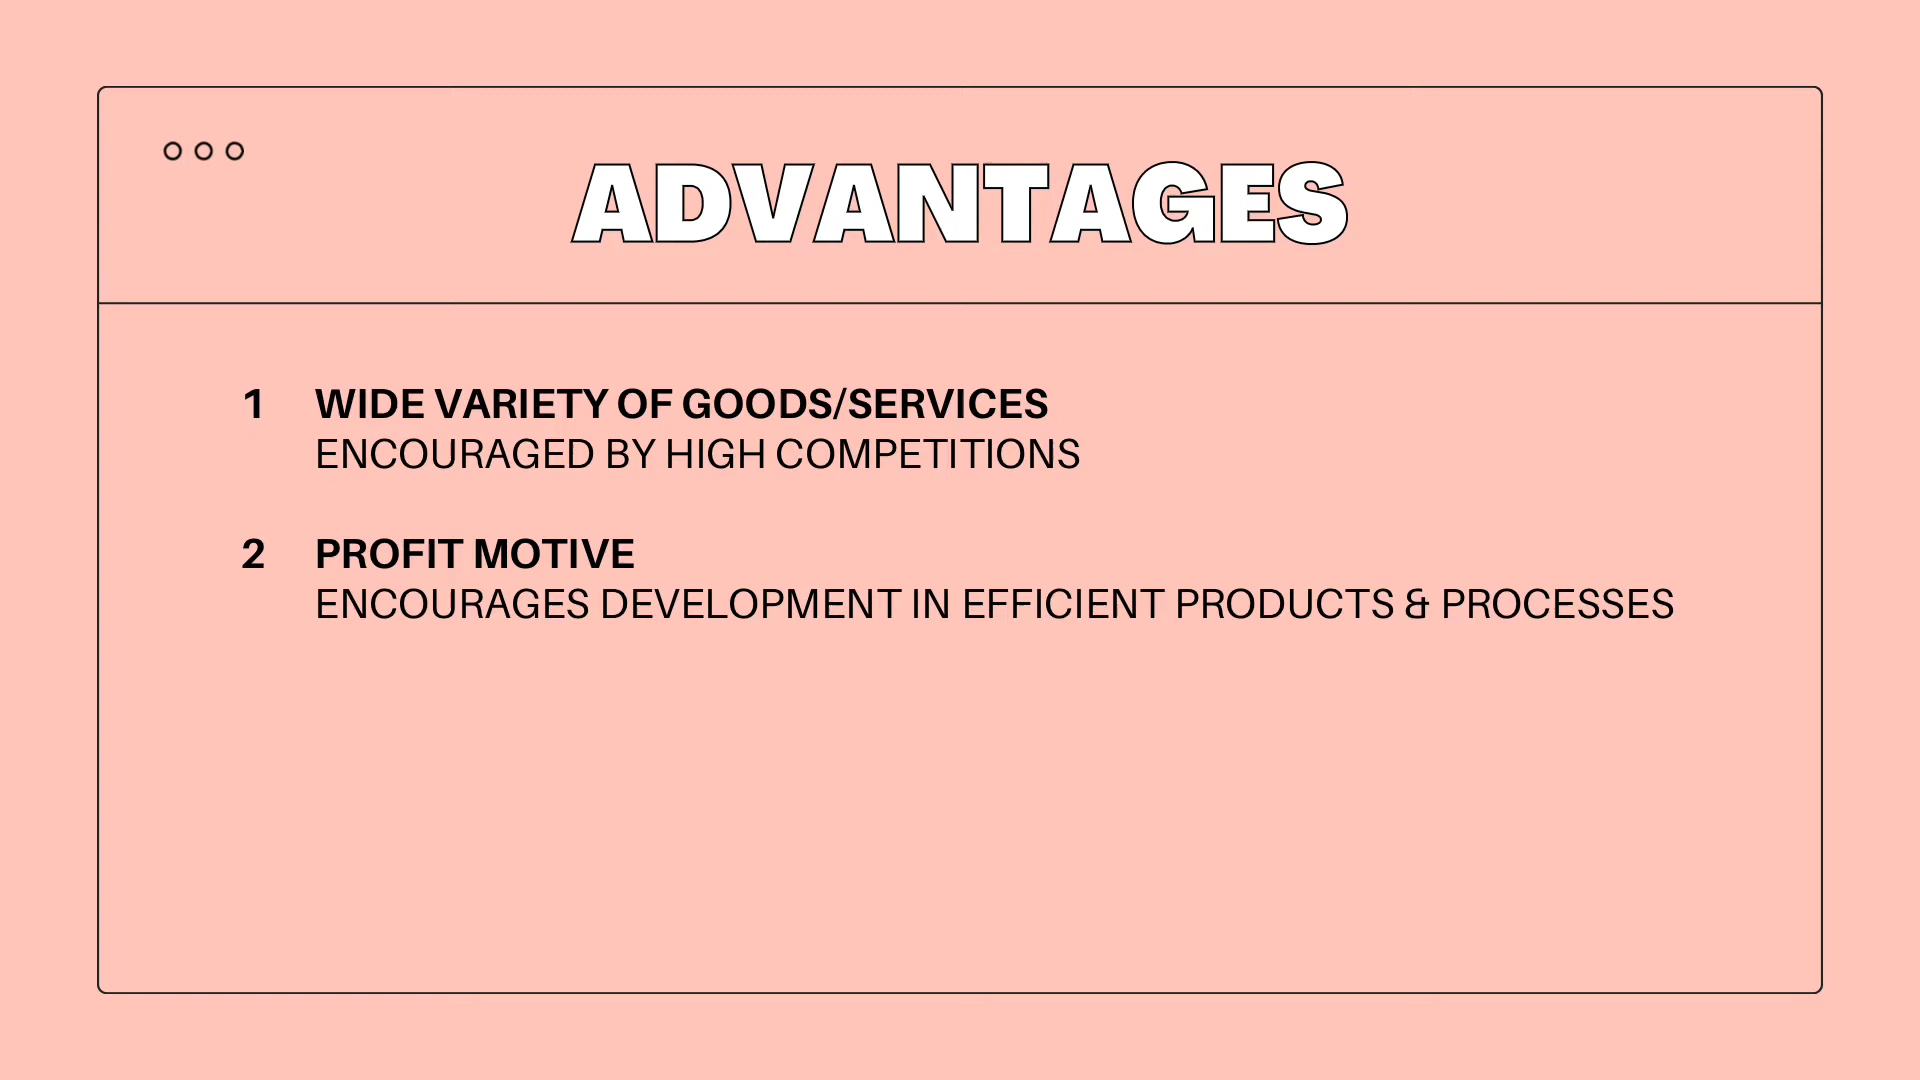 ADVANTAGES
1 WIDE VARIETY OF GOODS/SERVICES
ENCOURAGED BY HIGH COMPETITIONS
2 PROFIT MOTIVE
ENCOURAGES DEVELOPMENT IN EFFICIENT PRODUCTS & PROCESSES